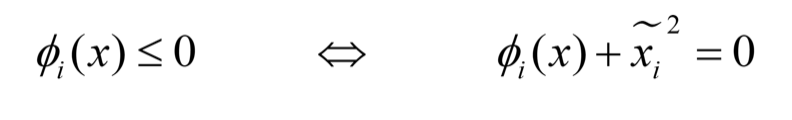 ϕᵢ(x) ≤ 0 ⇔ ϕᵢ(x) + x̃ᵢ² = 0